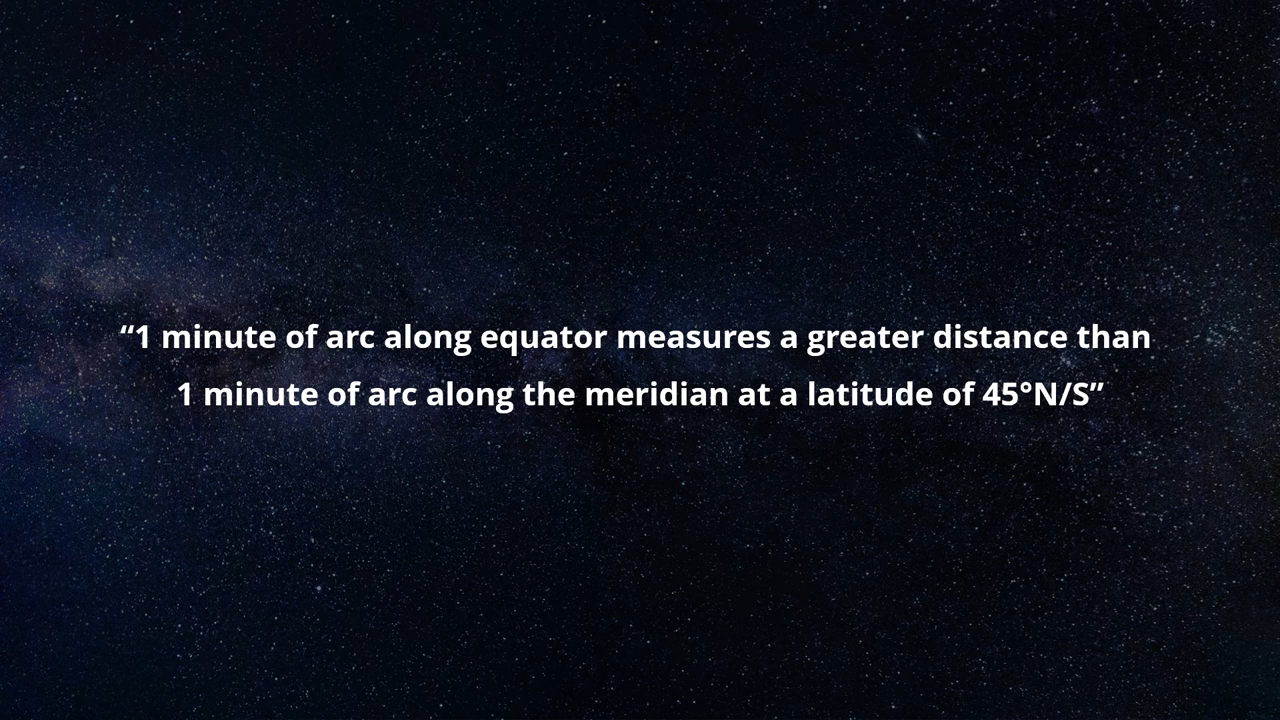 “1 minute of arc along equator measures a greater distance than
1 minute of arc along the meridian at a latitude of 45°N/S”